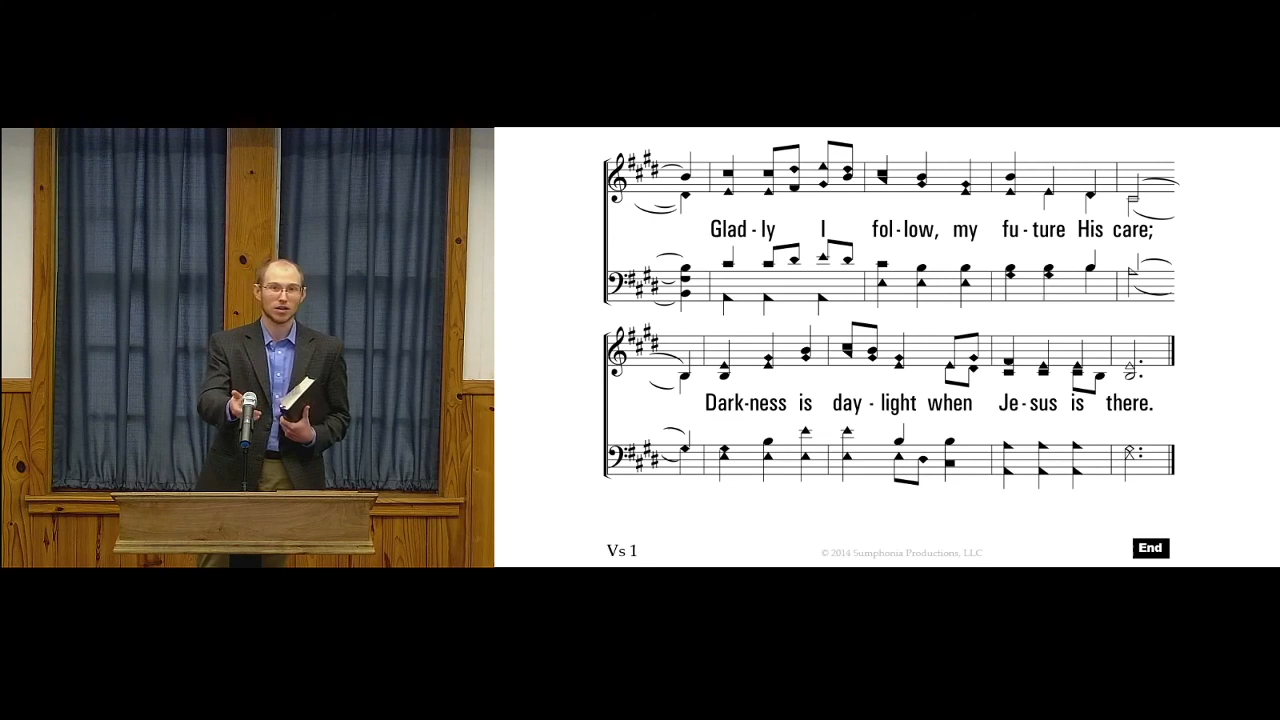 Glad - ly I fol - low, my fu - ture His care;
Dark-ness is day - light when Je - sus is there.
Vs 1
© 2014 Sumphonia Productions, LLC
End